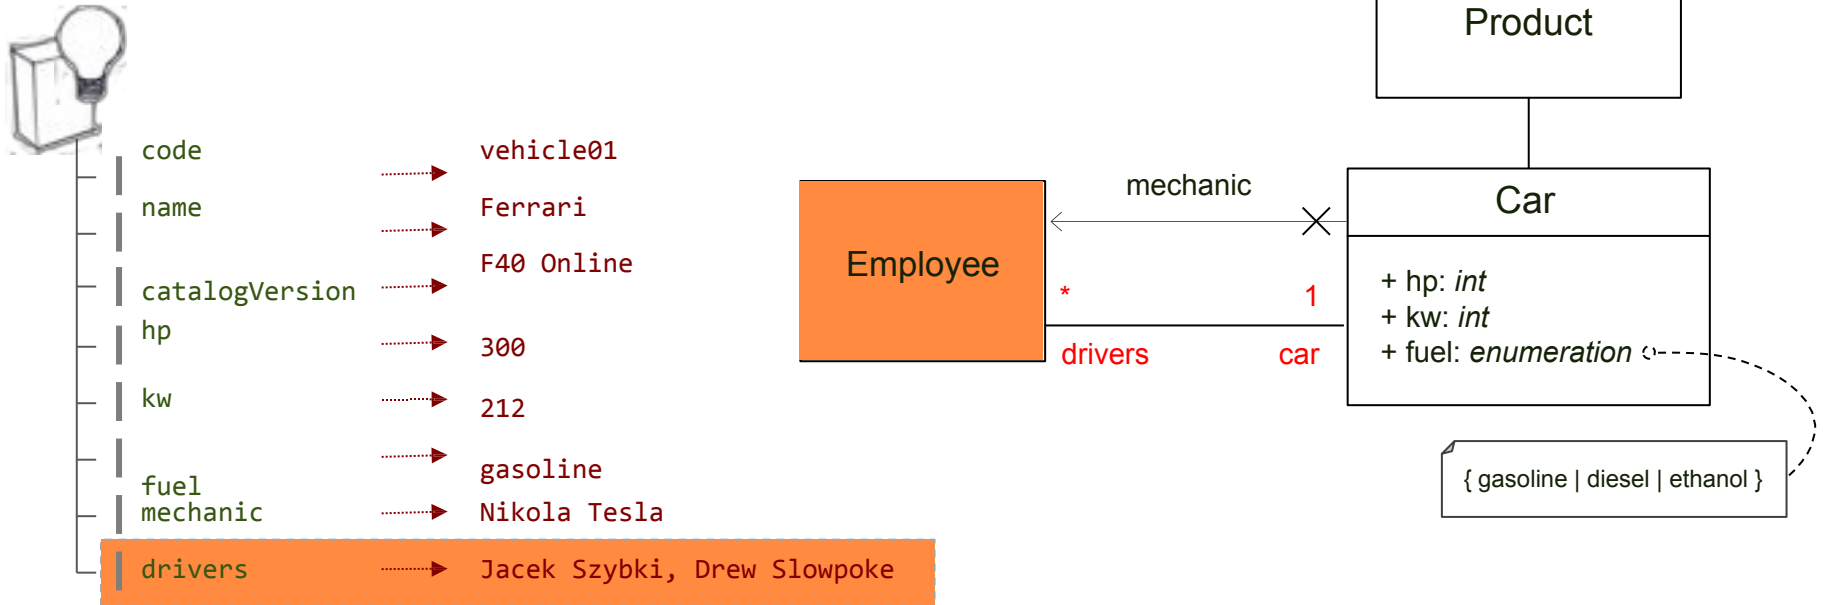 code vehicle01
name Ferrari
F40 Online
catalogVersion
hp
300
kw
212
gasoline
fuel
mechanic Nikola Tesla
drivers Jacek Szybki, Drew Slowpoke
Product
mechanic
Car
Employee
+ hp: int
* 1
+ kw: int
drivers car
+ fuel: enumeration
{ gasoline | diesel | ethanol }